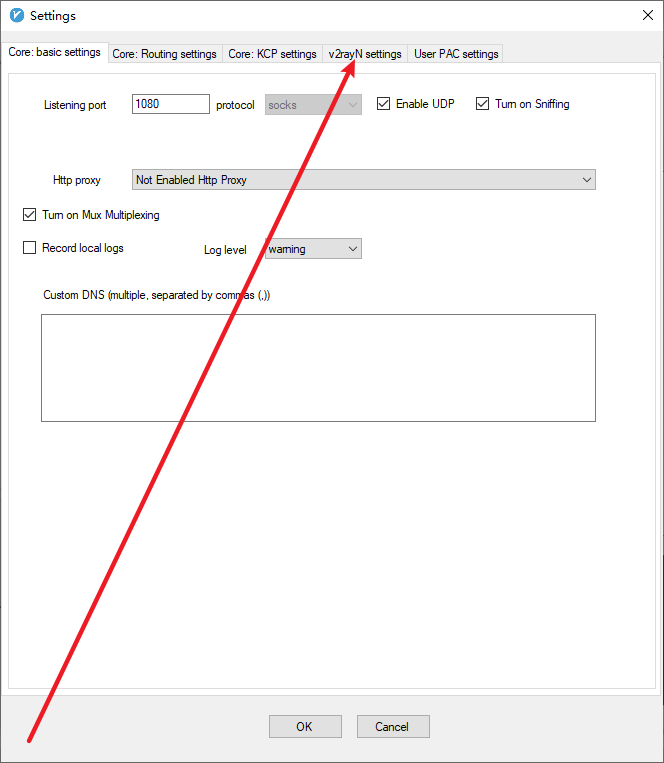 Settings
Core: basic settings Core: Routing settings Core: KCP settings v2rayN settings User PAC settings
Listening port 1080 protocol socks Enable UDP Turn on Sniffing
Http proxy Not Enabled Http Proxy
Turn on Mux Multiplexing
Record local logs Log level warning
Custom DNS (multiple, separated by commas (,))
OK Cancel